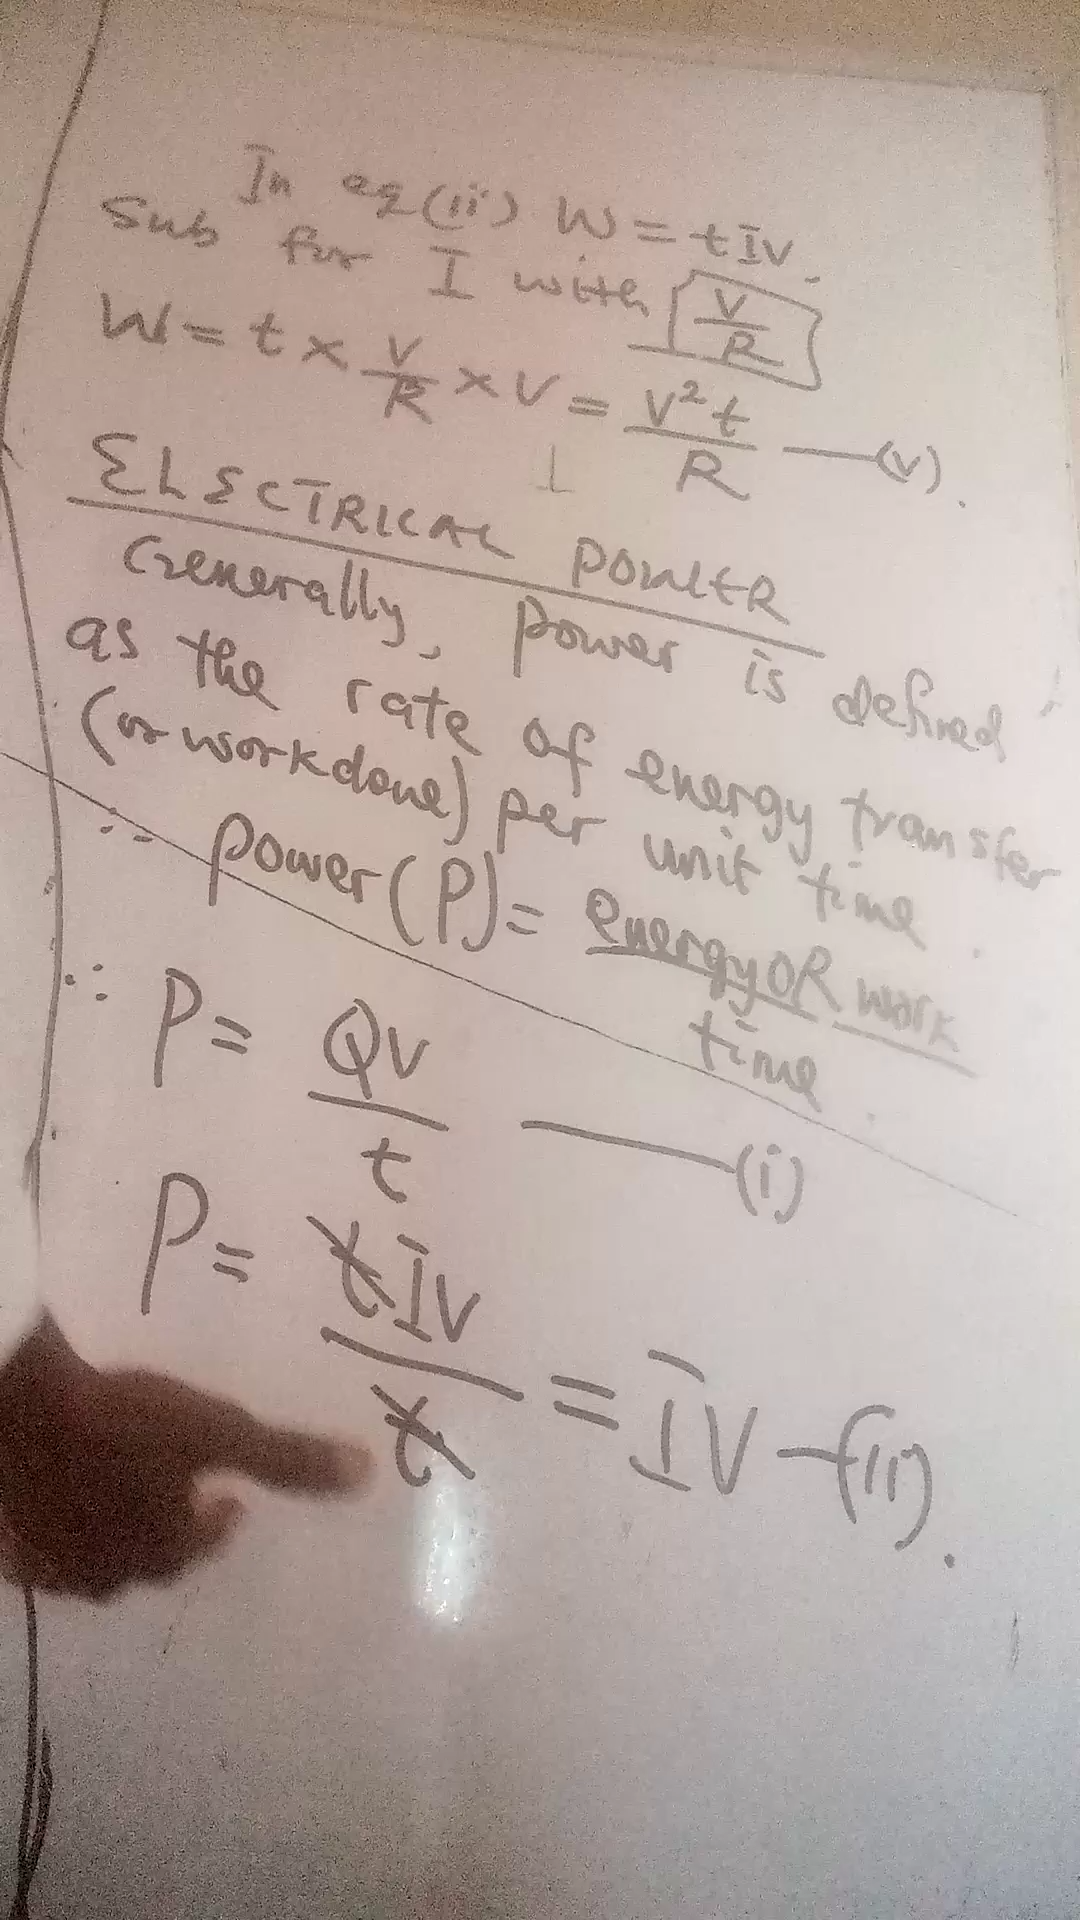 In eq(ii) W = tIV.
Sub for I with V/R
W = t × V/R × V = V²t/R — (v).
ELECTRICAL POWER
Generally, Power is defined
as the rate of energy transfer
(or workdone) per unit time.
∴ Power (P) = energy OR work / time.
∴ P = QV/t — (i)
P = tIV/t = IV — (ii).